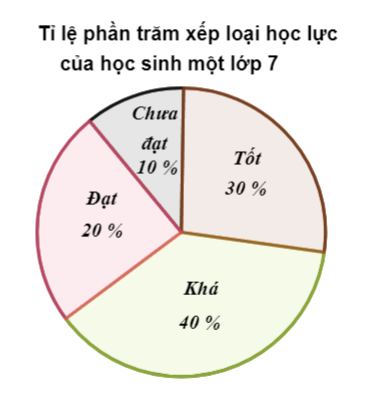 Tỉ lệ phần trăm xếp loại học lực
của học sinh một lớp 7
Chưa
đạt
10 %
Tốt
30 %
Đạt
20 %
Khá
40 %